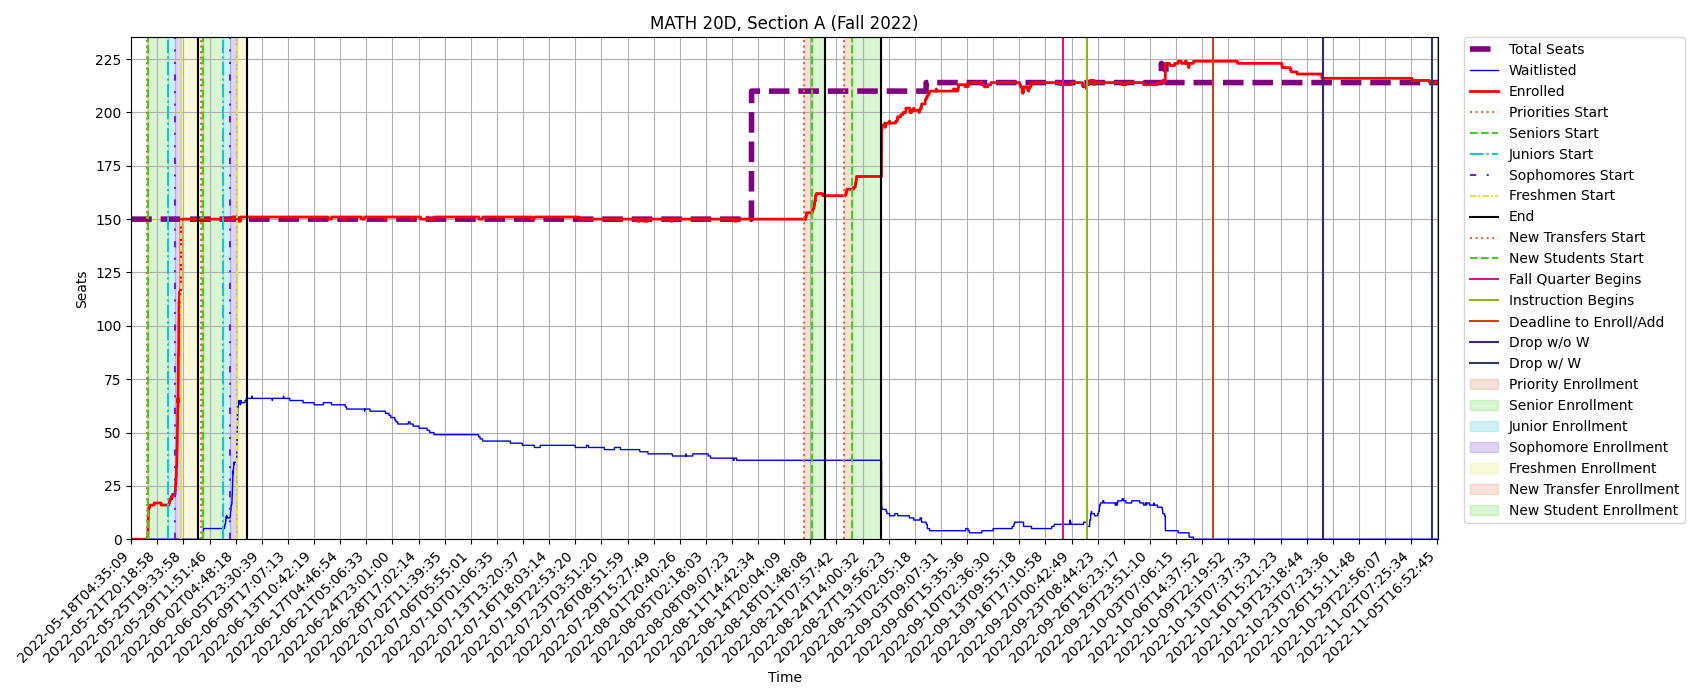 MATH 20D, Section A (Fall 2022)
Seats
225
200
175
150
125
100
75
50
25
0
2022-05-18T04:35:09
2022-05-21T20:18:58
2022-05-25T19:33:58
2022-05-29T11:51:46
2022-06-02T04:48:18
2022-06-05T23:30:39
2022-06-09T17:07:13
2022-06-13T10:42:19
2022-06-17T04:46:54
2022-06-21T05:06:33
2022-06-24T23:01:00
2022-06-28T17:02:14
2022-07-02T11:39:35
2022-07-06T05:55:01
2022-07-10T01:06:35
2022-07-13T13:20:37
2022-07-16T18:03:14
2022-07-19T22:53:20
2022-07-23T03:51:20
2022-07-26T08:51:59
2022-07-29T15:27:49
2022-08-01T20:40:26
2022-08-05T02:18:03
2022-08-08T09:07:23
2022-08-11T14:42:34
2022-08-14T20:04:09
2022-08-18T01:48:08
2022-08-21T07:57:42
2022-08-24T14:00:32
2022-08-27T19:56:23
2022-08-31T02:05:18
2022-09-03T09:07:31
2022-09-06T15:35:36
2022-09-10T02:36:30
2022-09-13T09:55:18
2022-09-16T17:10:58
2022-09-20T00:42:49
2022-09-23T08:44:23
2022-09-26T16:23:17
2022-09-29T23:51:10
2022-10-03T07:06:15
2022-10-06T14:37:52
2022-10-09T22:19:52
2022-10-13T07:37:33
2022-10-16T15:21:23
2022-10-19T23:18:44
2022-10-23T07:23:36
2022-10-26T15:11:48
2022-10-29T22:56:07
2022-11-02T07:25:34
2022-11-05T16:52:45
Time
Total Seats
Waitlisted
Enrolled
Priorities Start
Seniors Start
Juniors Start
Sophomores Start
Freshmen Start
End
New Transfers Start
New Students Start
Fall Quarter Begins
Instruction Begins
Deadline to Enroll/Add
Drop w/o W
Drop w/ W
Priority Enrollment
Senior Enrollment
Junior Enrollment
Sophomore Enrollment
Freshmen Enrollment
New Transfer Enrollment
New Student Enrollment